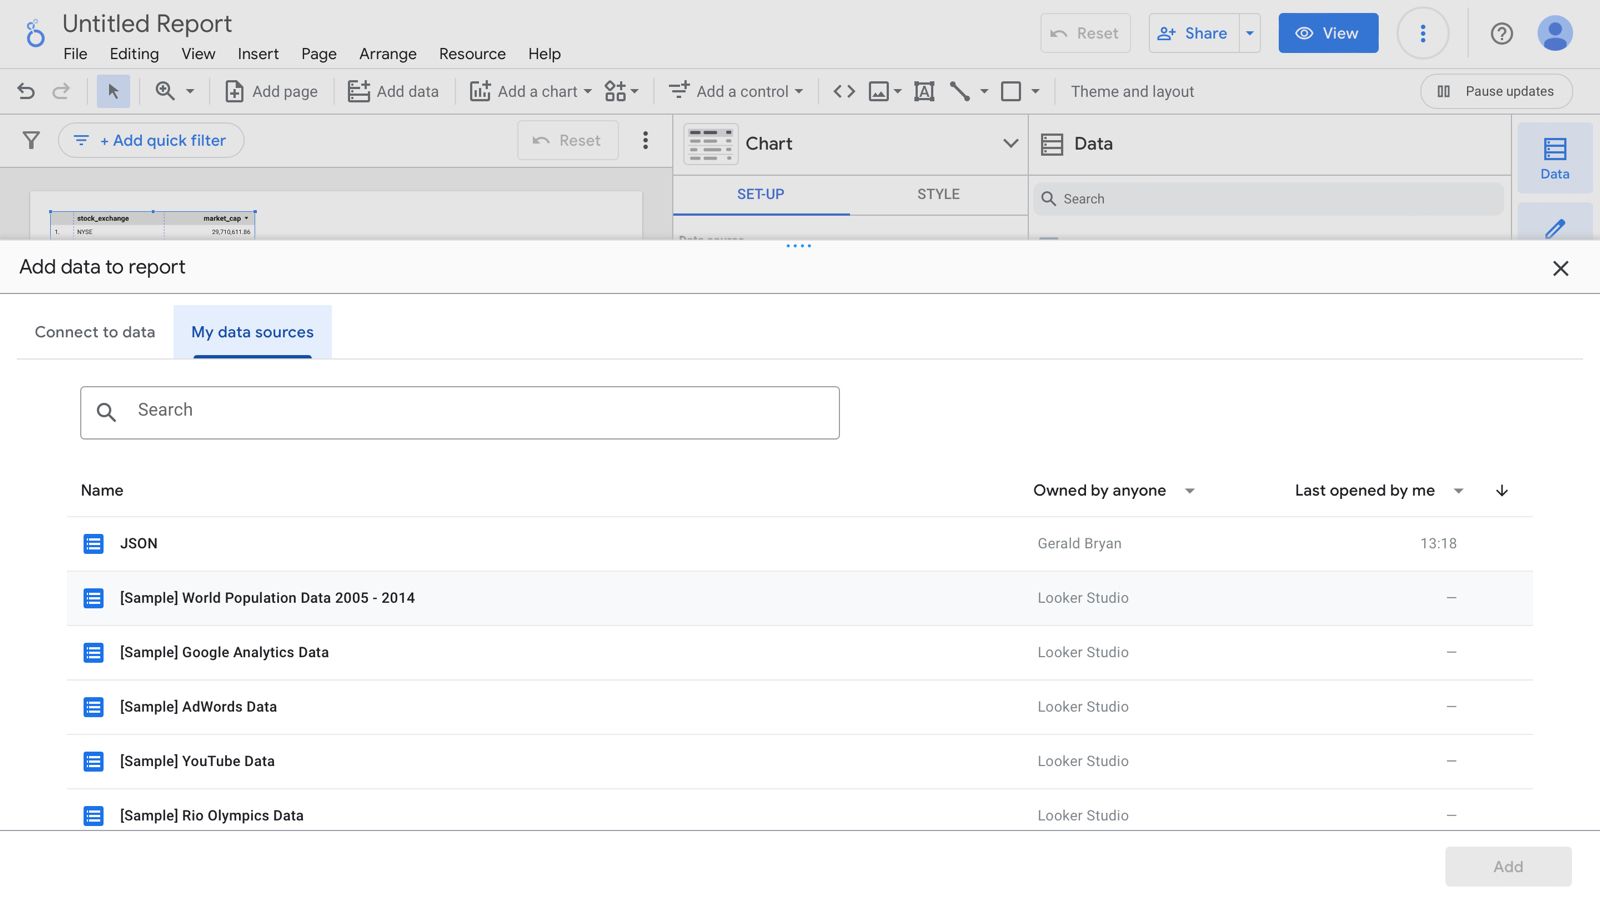 Untitled Report
File Editing View Insert Page Arrange Resource Help
Reset
Share
View
Add page
Add data
Add a chart
Add a control
Theme and layout
Pause updates
+ Add quick filter
Reset
Chart
Data
Data
SET-UP
STYLE
Search
stock_exchange market_cap
1. NYSE 29,710,611.86
Data source
Add data to report
Connect to data
My data sources
Search
Name Owned by anyone Last opened by me
JSON Gerald Bryan 13:18
[Sample] World Population Data 2005 - 2014 Looker Studio –
[Sample] Google Analytics Data Looker Studio –
[Sample] AdWords Data Looker Studio –
[Sample] YouTube Data Looker Studio –
[Sample] Rio Olympics Data Looker Studio –
Add